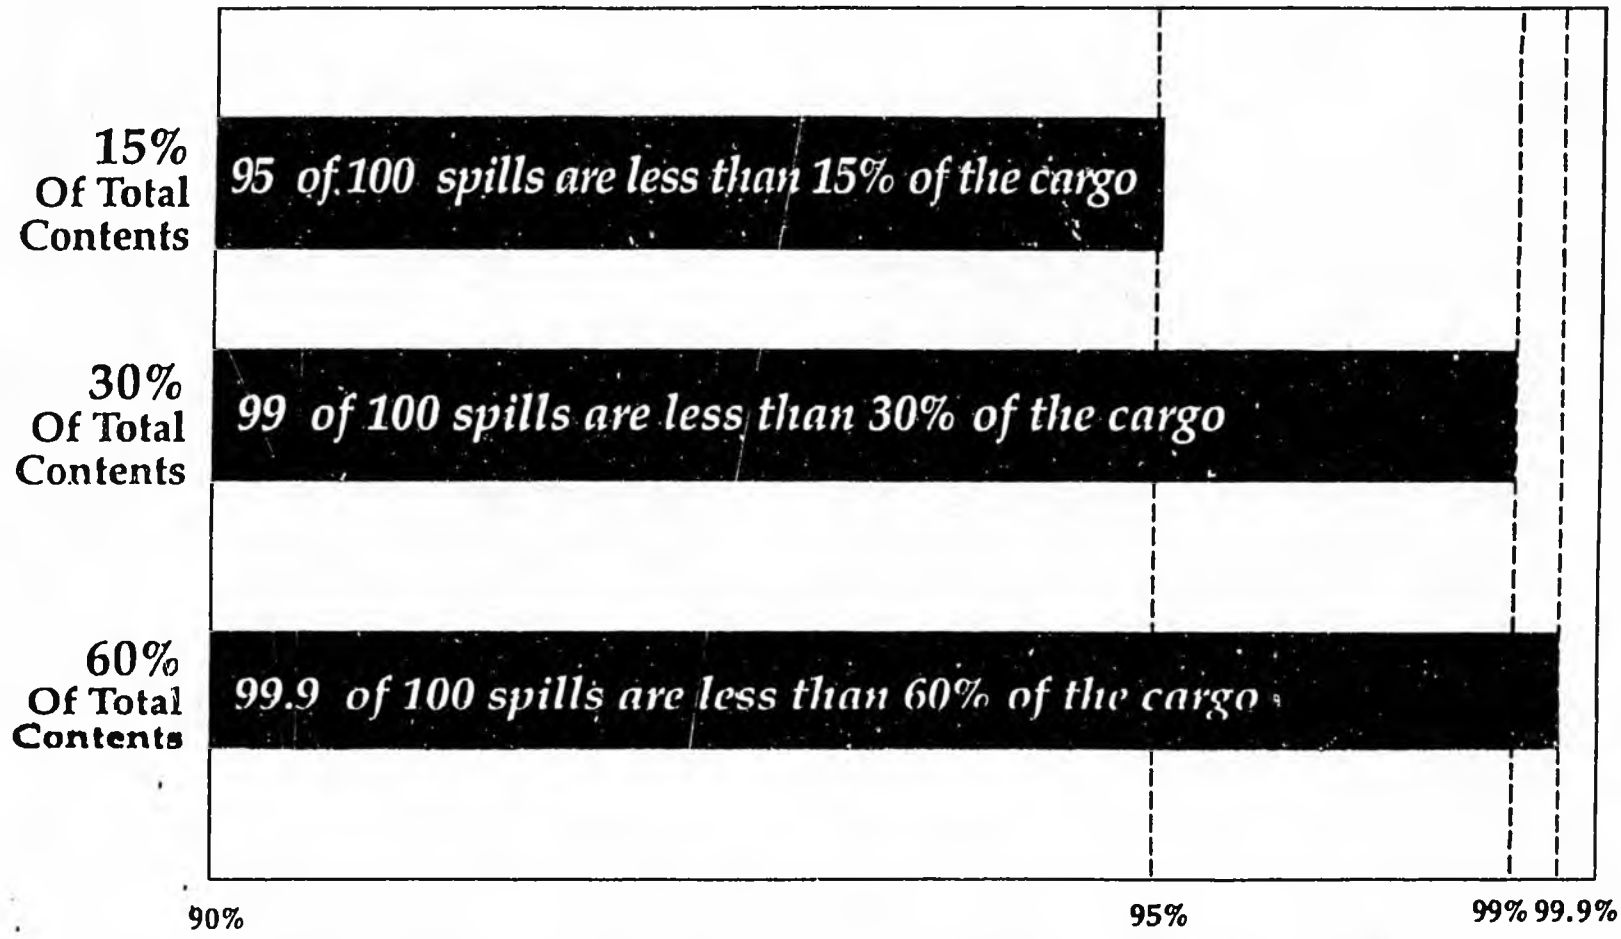 15%
Of Total
Contents
95 of 100 spills are less than 15% of the cargo
30%
Of Total
Contents
99 of 100 spills are less than 30% of the cargo
60%
Of Total
Contents
99.9 of 100 spills are less than 60% of the cargo
90% 95% 99% 99.9%